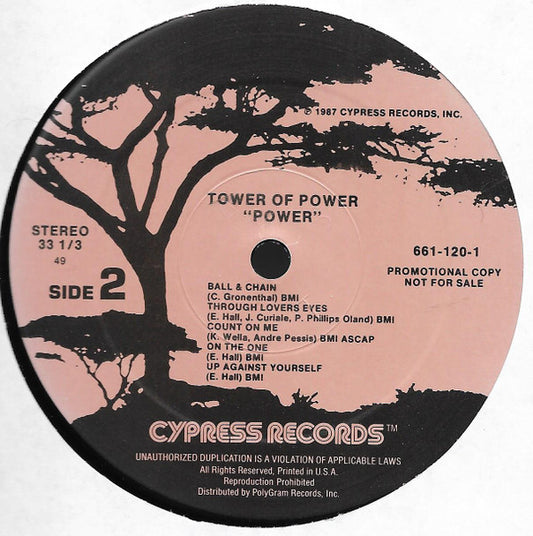 ℗ 1987 CYPRESS RECORDS, INC.
TOWER OF POWER
"POWER"
STEREO
33 1/3
49
SIDE 2
661-120-1
PROMOTIONAL COPY
NOT FOR SALE
BALL & CHAIN
(C. Gronenthal) BMI
THROUGH LOVERS EYES
(E. Hall, J. Curiale, P. Phillips Oland) BMI
COUNT ON ME
(K. Wella, Andre Pessis) BMI ASCAP
ON THE ONE
(E. Hall) BMI
UP AGAINST YOURSELF
(E. Hall) BMI
CYPRESS RECORDS™
UNAUTHORIZED DUPLICATION IS A VIOLATION OF APPLICABLE LAWS
All Rights Reserved, Printed in U.S.A.
Reproduction Prohibited
Distributed by PolyGram Records, Inc.